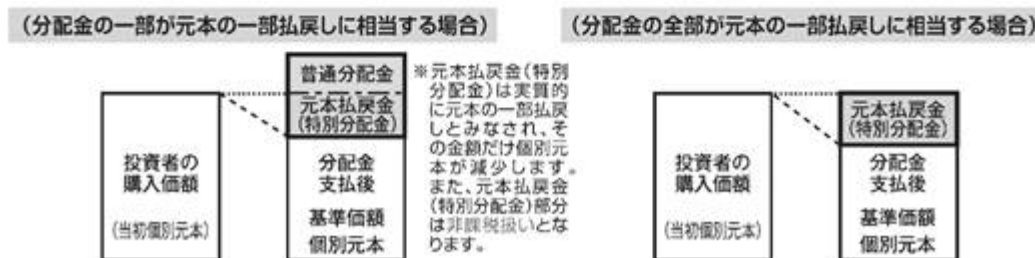 (分配金の一部が元本の一部払戻しに相当する場合)
普通分配金
元本払戻金
(特別分配金)
投資者の
購入価額
(当初個別元本)
分配金
支払後
基準価額
個別元本
※元本払戻金(特別
分配金)は実質的
に元本の一部払戻
しとみなされ、そ
の金額だけ個別元
本が減少します。
また、元本払戻金
(特別分配金)部分
は非課税扱いとな
ります。
(分配金の全部が元本の一部払戻しに相当する場合)
元本払戻金
(特別分配金)
投資者の
購入価額
(当初個別元本)
分配金
支払後
基準価額
個別元本